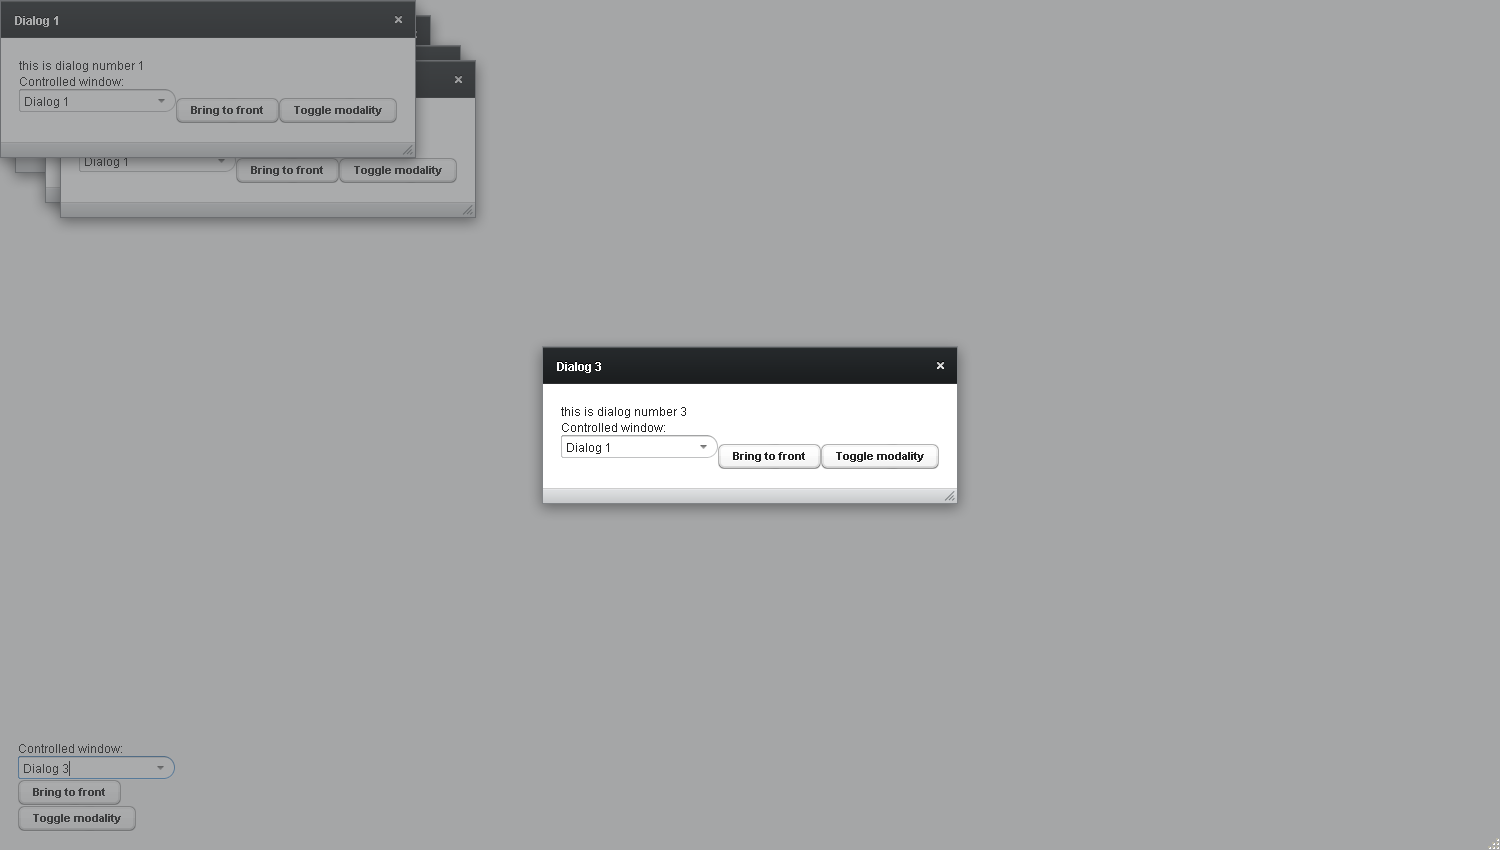 Dialog 1
this is dialog number 1
Controlled window:
Dialog 1
Bring to front
Toggle modality
Dialog 1
Bring to front
Toggle modality
Dialog 3
this is dialog number 3
Controlled window:
Dialog 1
Bring to front
Toggle modality
Controlled window:
Dialog 3
Bring to front
Toggle modality